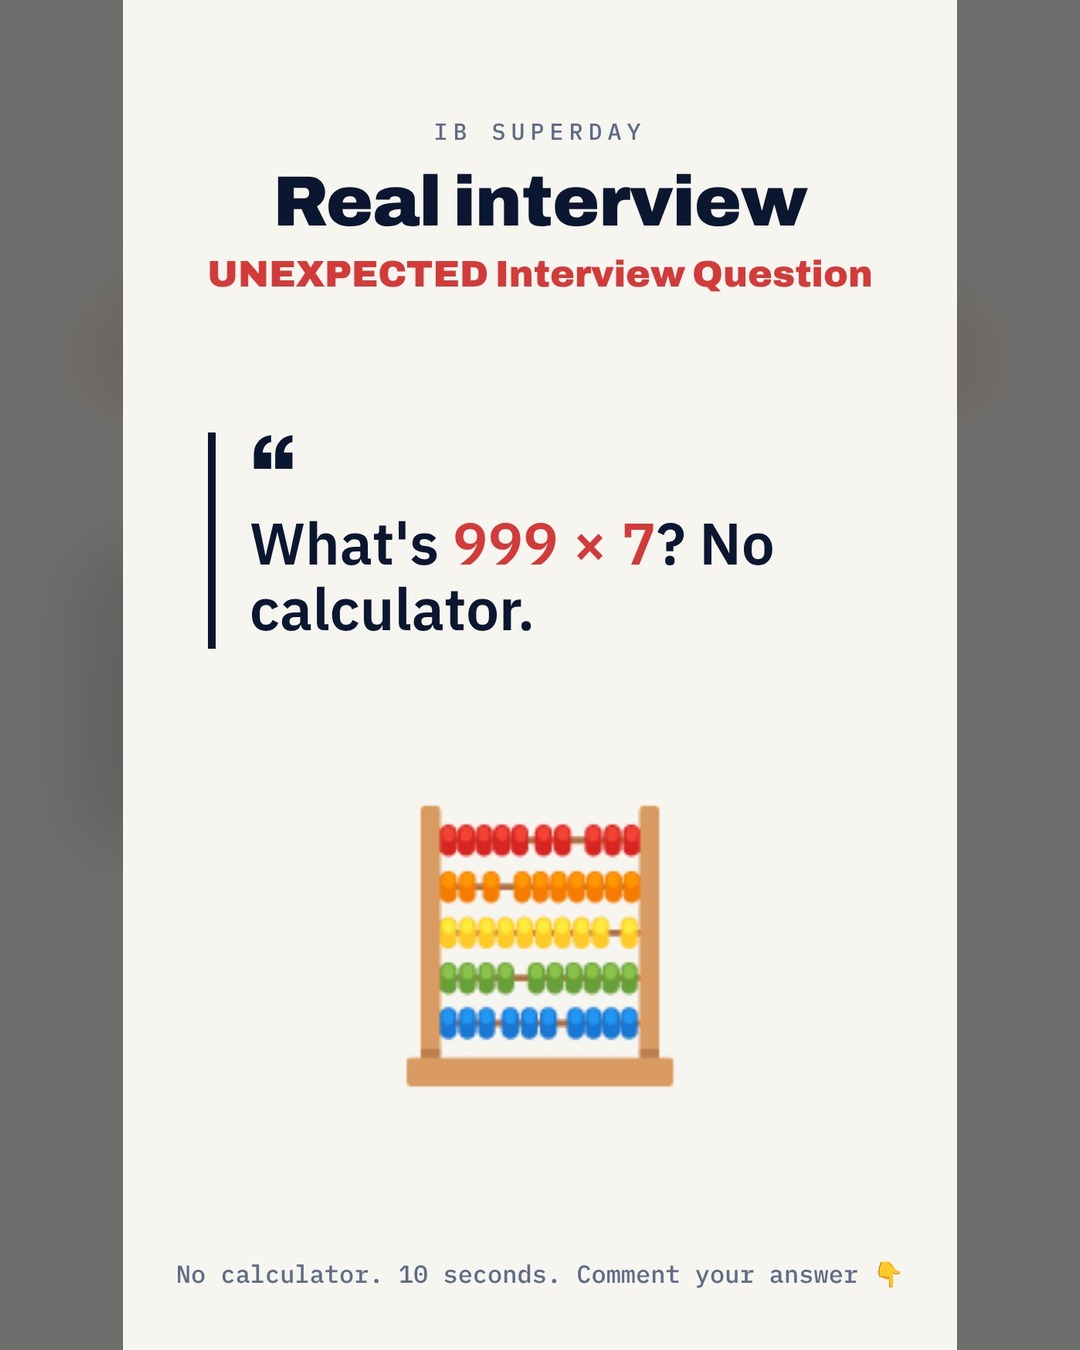 IB SUPERDAY
Real interview
UNEXPECTED Interview Question
“
What's 999 × 7? No
calculator.
No calculator. 10 seconds. Comment your answer 👇